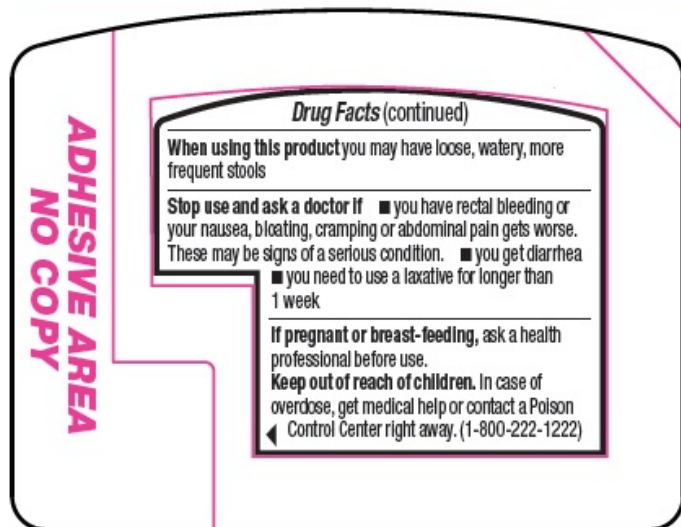 ADHESIVE AREA
NO COPY
Drug Facts (continued)
When using this product you may have loose, watery, more
frequent stools
Stop use and ask a doctor if ■ you have rectal bleeding or
your nausea, bloating, cramping or abdominal pain gets worse.
These may be signs of a serious condition. ■ you get diarrhea
■ you need to use a laxative for longer than
1 week
If pregnant or breast-feeding, ask a health
professional before use.
Keep out of reach of children. In case of
overdose, get medical help or contact a Poison
Control Center right away. (1-800-222-1222)